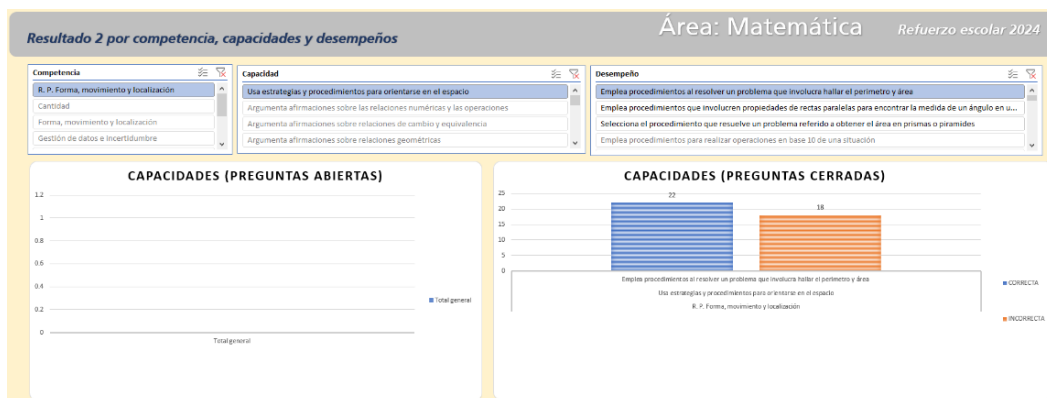 Resultado 2 por competencia, capacidades y desempeños
Área: Matemática
Refuerzo escolar 2024
Competencia
R. P. Forma, movimiento y localización
Cantidad
Forma, movimiento y localización
Gestión de datos e incertidumbre
Capacidad
Usa estrategias y procedimientos para orientarse en el espacio
Argumenta afirmaciones sobre las relaciones numéricas y las operaciones
Argumenta afirmaciones sobre relaciones de cambio y equivalencia
Argumenta afirmaciones sobre relaciones geométricas
Desempeño
Emplea procedimientos al resolver un problema que involucra hallar el perímetro y área
Emplea procedimientos que involucren propiedades de rectas paralelas para encontrar la medida de un ángulo en u...
Selecciona el procedimiento que resuelve un problema referido a obtener el área en prismas o piramides
Emplea procedimientos para realizar operaciones en base 10 de una situación
CAPACIDADES (PREGUNTAS ABIERTAS)
1.2
1
0.8
0.6
0.4
0.2
0
Total general
Total general
CAPACIDADES (PREGUNTAS CERRADAS)
25
20
15
10
5
0
22
18
Emplea procedimientos al resolver un problema que involucra hallar el perímetro y área
Usa estrategias y procedimientos para orientarse en el espacio
R. P. Forma, movimiento y localización
CORRECTA
INCORRECTA